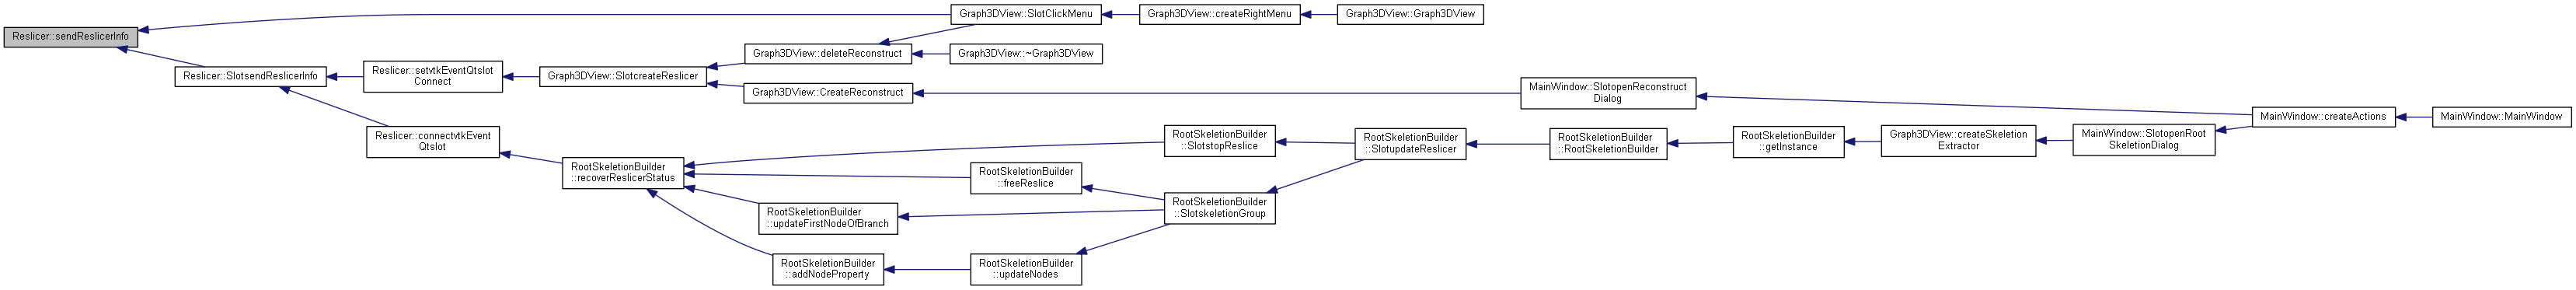 Reslicer::sendReslicerInfo
Graph3DView::SlotClickMenu
Graph3DView::createRightMenu
Graph3DView::Graph3DView
Reslicer::SlotsendReslicerInfo
Reslicer::setvtkEventQtslot
Connect
Graph3DView::SlotcreateReslicer
Graph3DView::deleteReconstruct
Graph3DView::~Graph3DView
Graph3DView::CreateReconstruct
MainWindow::SlotopenReconstruct
Dialog
MainWindow::createActions
MainWindow::MainWindow
Reslicer::connectvtkEvent
Qtslot
RootSkeletionBuilder
::recoverReslicerStatus
RootSkeletionBuilder
::SlotstopReslice
RootSkeletionBuilder
::SlotupdateReslicer
RootSkeletionBuilder
::RootSkeletionBuilder
RootSkeletionBuilder
::getInstance
Graph3DView::createSkeletion
Extractor
MainWindow::SlotopenRoot
SkeletionDialog
RootSkeletionBuilder
::freeReslice
RootSkeletionBuilder
::updateFirstNodeOfBranch
RootSkeletionBuilder
::SlotskeletionGroup
RootSkeletionBuilder
::addNodeProperty
RootSkeletionBuilder
::updateNodes